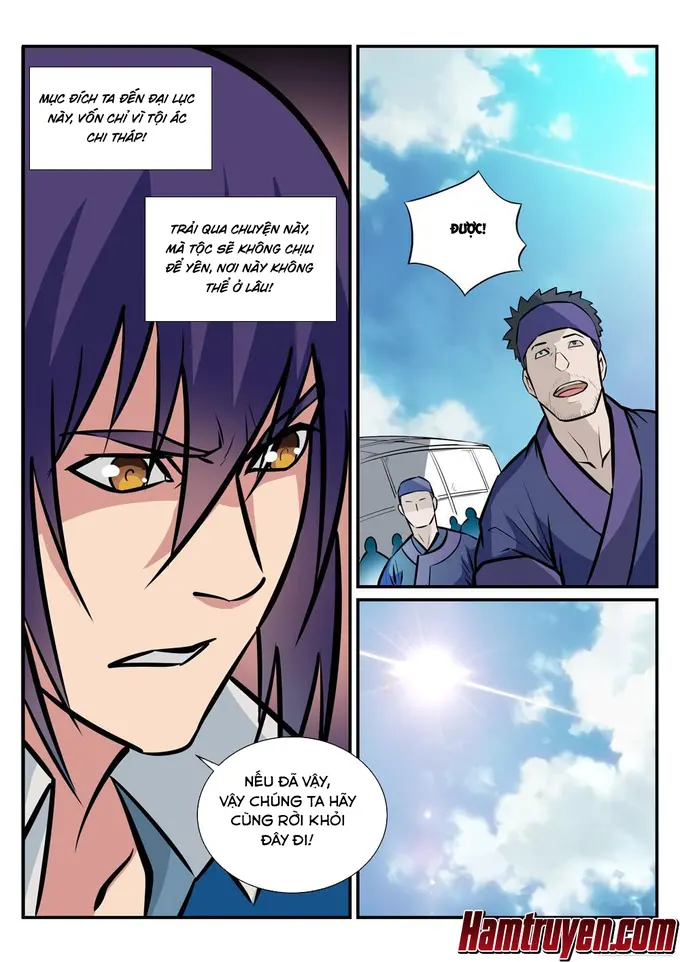 MỤC ĐÍCH TA ĐẾN ĐẠI LỤC
NÀY, VỐN CHỈ VÌ TỘI ÁC
CHI THÁP!
TRẢI QUA CHUYỆN NÀY,
MA TỘC SẼ KHÔNG CHỊU
ĐỂ YÊN, NƠI NÀY KHÔNG
THỂ Ở LÂU!
NẾU ĐÃ VẬY,
VẬY CHÚNG TA HÃY
CÙNG RỜI KHỎI
ĐÂY ĐI!
ĐƯỢC!
Hamtruyen.com